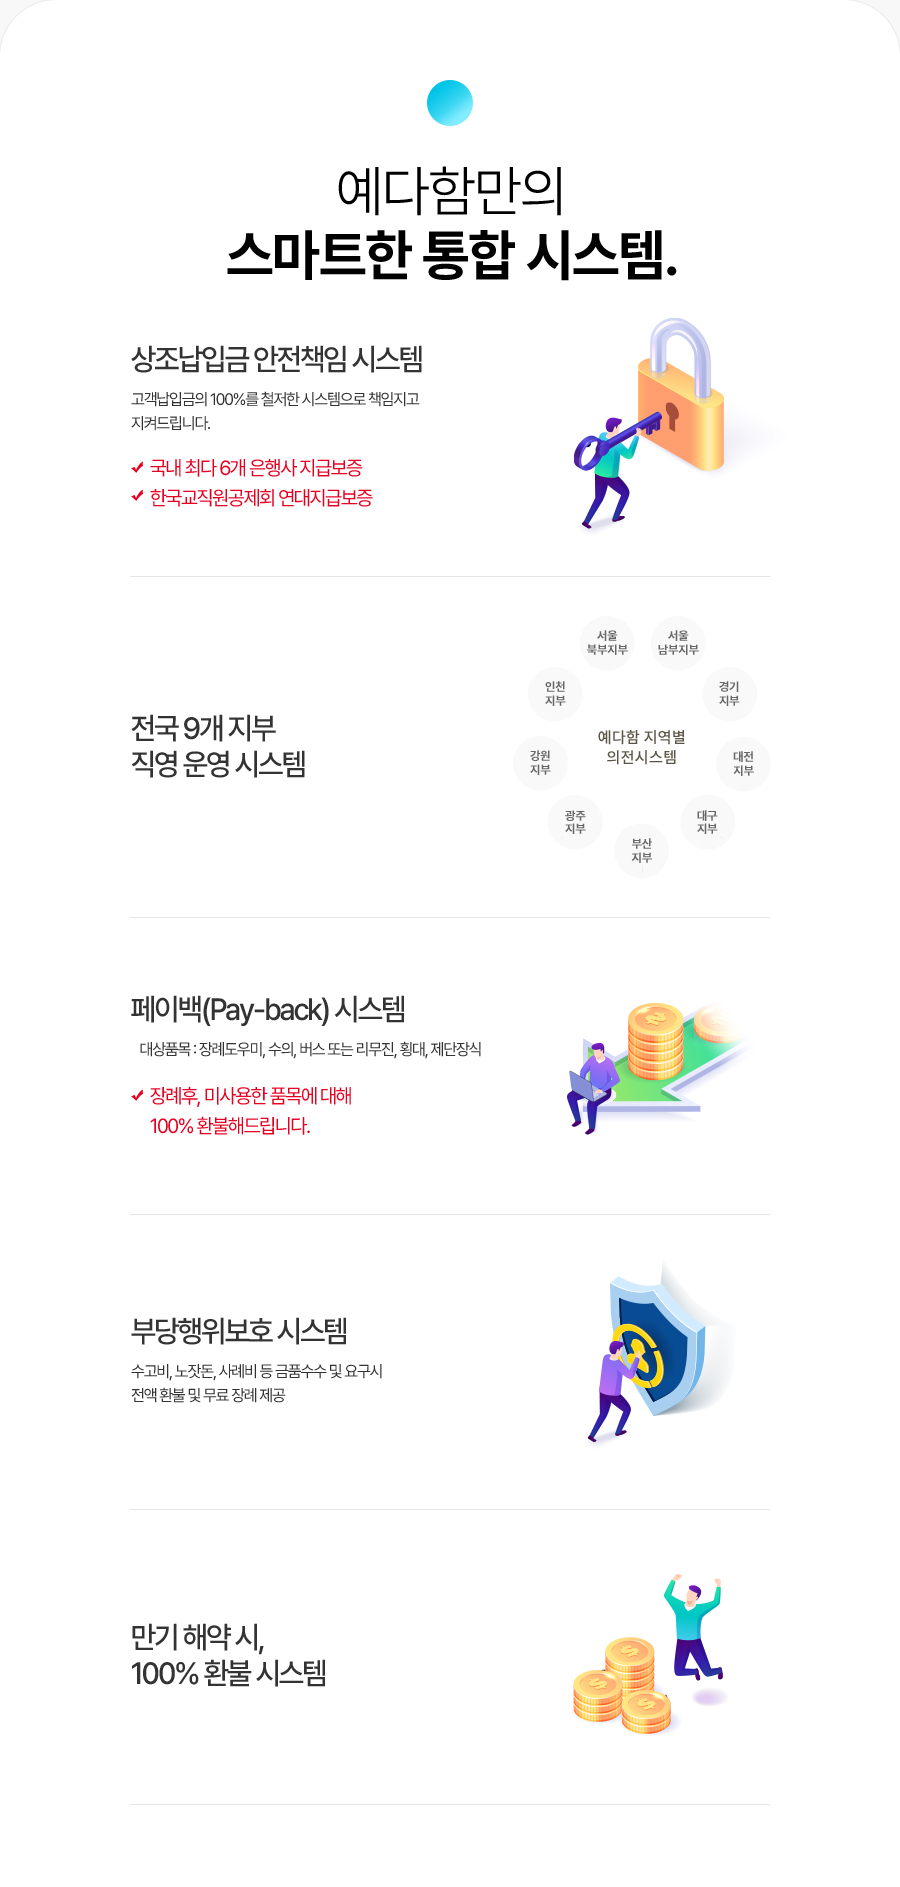 예다함만의
스마트한 통합 시스템.
상조납입금 안전책임 시스템
고객납입금의 100%를 철저한 시스템으로 책임지고
지켜드립니다.
국내 최다 6개 은행사 지급보증
한국교직원공제회 연대지급보증
전국 9개 지부
직영 운영 시스템
서울
북부지부
서울
남부지부
인천
지부
경기
지부
예다함 지역별
의전시스템
강원
지부
대전
지부
광주
지부
대구
지부
부산
지부
페이백(Pay-back) 시스템
대상품목 : 장례도우미, 수의, 버스 또는 리무진, 횡대, 제단장식
장례후, 미사용한 품목에 대해
100% 환불해드립니다.
부당행위보호 시스템
수고비, 노잣돈, 사례비 등 금품수수 및 요구시
전액 환불 및 무료 장례 제공
만기 해약 시,
100% 환불 시스템